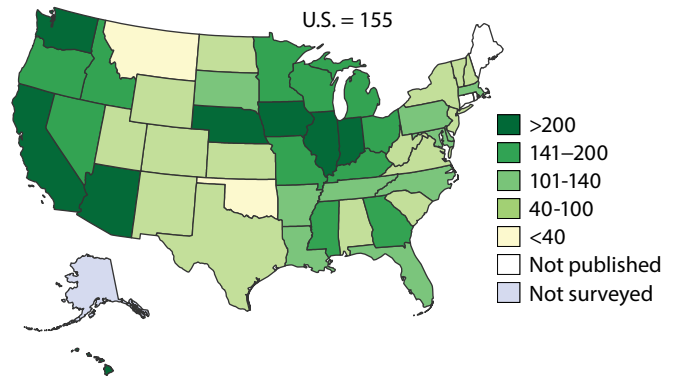 U.S. = 155
>200
141–200
101-140
40-100
<40
Not published
Not surveyed